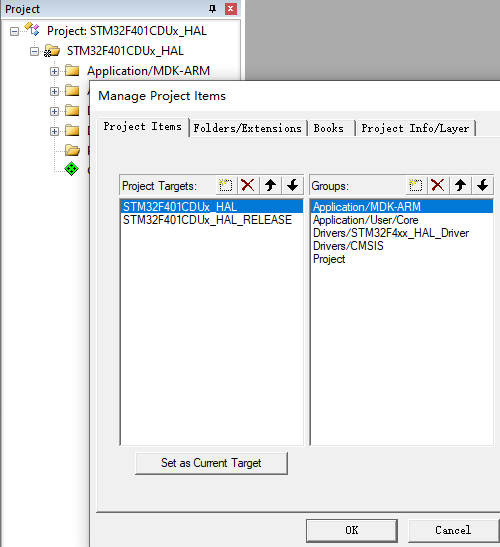 Project
Project: STM32F401CDUx_HAL
STM32F401CDUx_HAL
Application/MDK-ARM
Manage Project Items
Project Items
Folders/Extensions
Books
Project Info/Layer
Project Targets:
Groups:
STM32F401CDUx_HAL
STM32F401CDUx_HAL_RELEASE
Application/MDK-ARM
Application/User/Core
Drivers/STM32F4xx_HAL_Driver
Drivers/CMSIS
Project
Set as Current Target
OK
Cancel